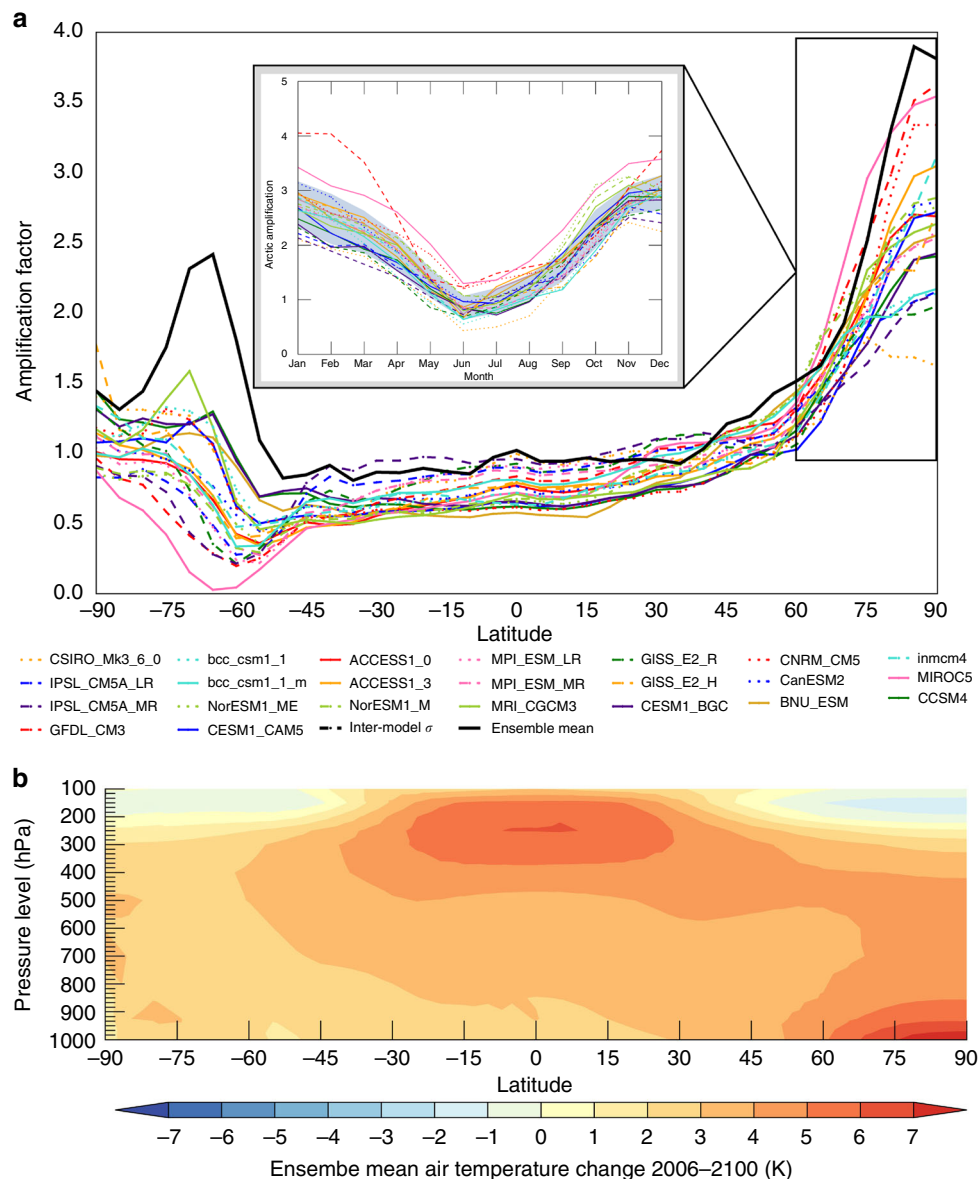 a
4.0
3.5
3.0
2.5
2.0
1.5
1.0
0.5
0.0
Amplification factor
5
4
3
2
1
0
Arctic amplification
Jan Feb Mar Apr May Jun Jul Aug Sep Oct Nov Dec
Month
–90 –75 –60 –45 –30 –15 0 15 30 45 60 75 90
Latitude
CSIRO_Mk3_6_0 bcc_csm1_1 ACCESS1_0 MPI_ESM_LR GISS_E2_R CNRM_CM5 inmcm4
IPSL_CM5A_LR bcc_csm1_1_m ACCESS1_3 MPI_ESM_MR GISS_E2_H CanESM2 MIROC5
IPSL_CM5A_MR NorESM1_ME NorESM1_M MRI_CGCM3 CESM1_BGC BNU_ESM CCSM4
GFDL_CM3 CESM1_CAM5 Inter-model σ Ensemble mean
b
100
200
300
400
500
600
700
800
900
1000
Pressure level (hPa)
–90 –75 –60 –45 –30 –15 0 15 30 45 60 75 90
Latitude
–7 –6 –5 –4 –3 –2 –1 0 1 2 3 4 5 6 7
Ensembe mean air temperature change 2006–2100 (K)